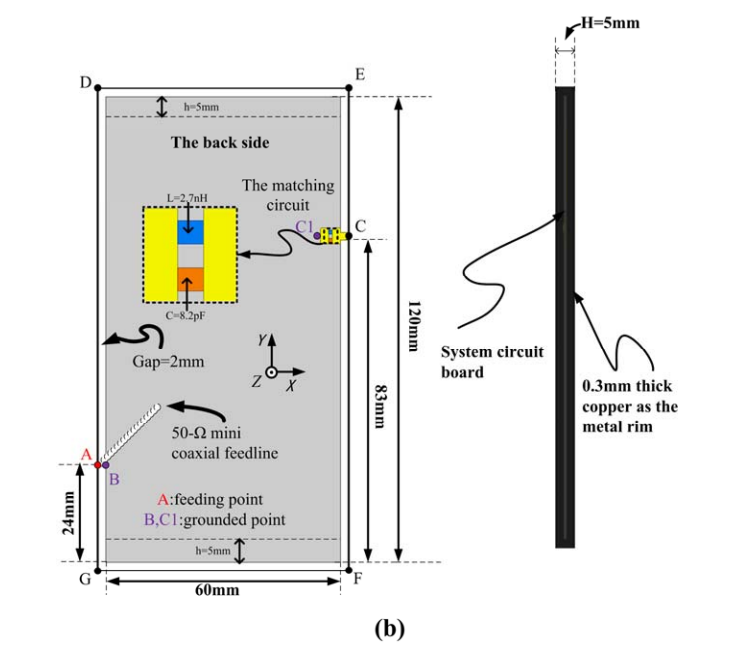 H=5mm
D
E
h=5mm
The back side
The matching
circuit
L=2.7nH
C1
C
C=8.2pF
120mm
Y
Gap=2mm
Z
X
System circuit
board
83mm
0.3mm thick
copper as the
metal rim
50-Ω mini
coaxial feedline
A
B
24mm
A:feeding point
B,C1:grounded point
h=5mm
G
F
60mm
(b)